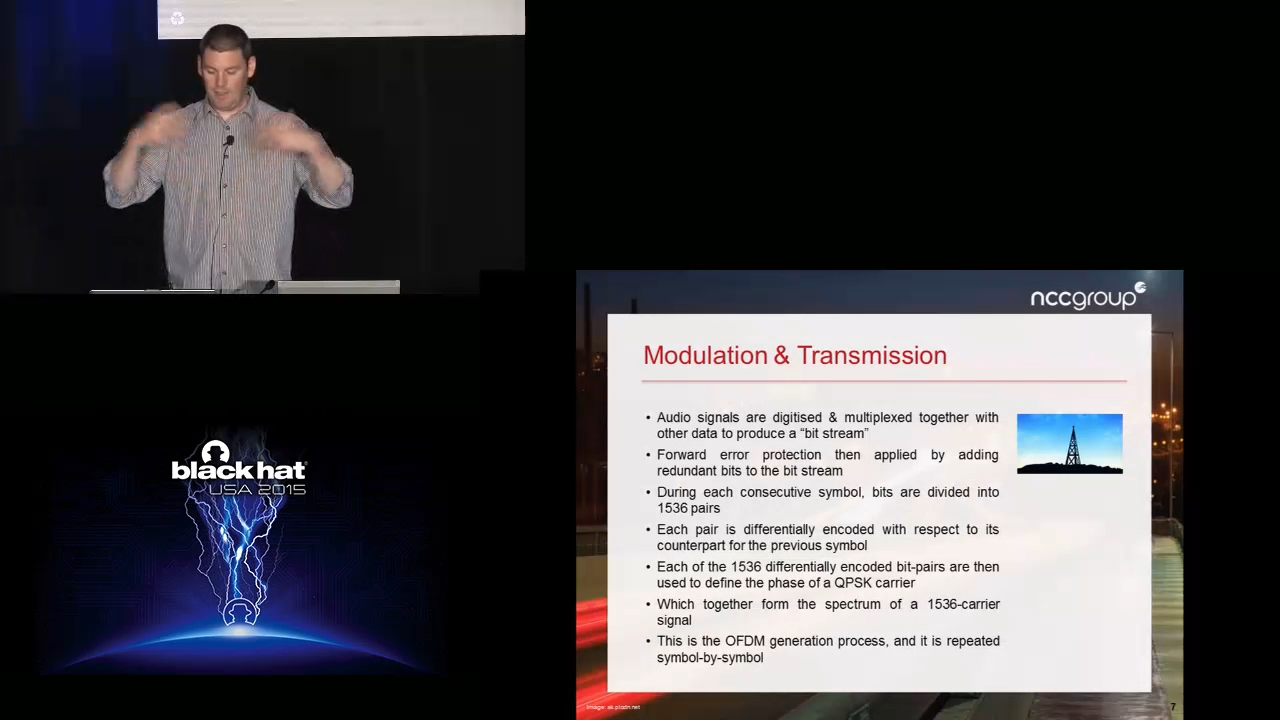 nccgroup
Modulation & Transmission
• Audio signals are digitised & multiplexed together with
other data to produce a “bit stream”
• Forward error protection then applied by adding
redundant bits to the bit stream
• During each consecutive symbol, bits are divided into
1536 pairs
• Each pair is differentially encoded with respect to its
counterpart for the previous symbol
• Each of the 1536 differentially encoded bit-pairs are then
used to define the phase of a QPSK carrier
• Which together form the spectrum of a 1536-carrier
signal
• This is the OFDM generation process, and it is repeated
symbol-by-symbol
7
black hat
USA 2015